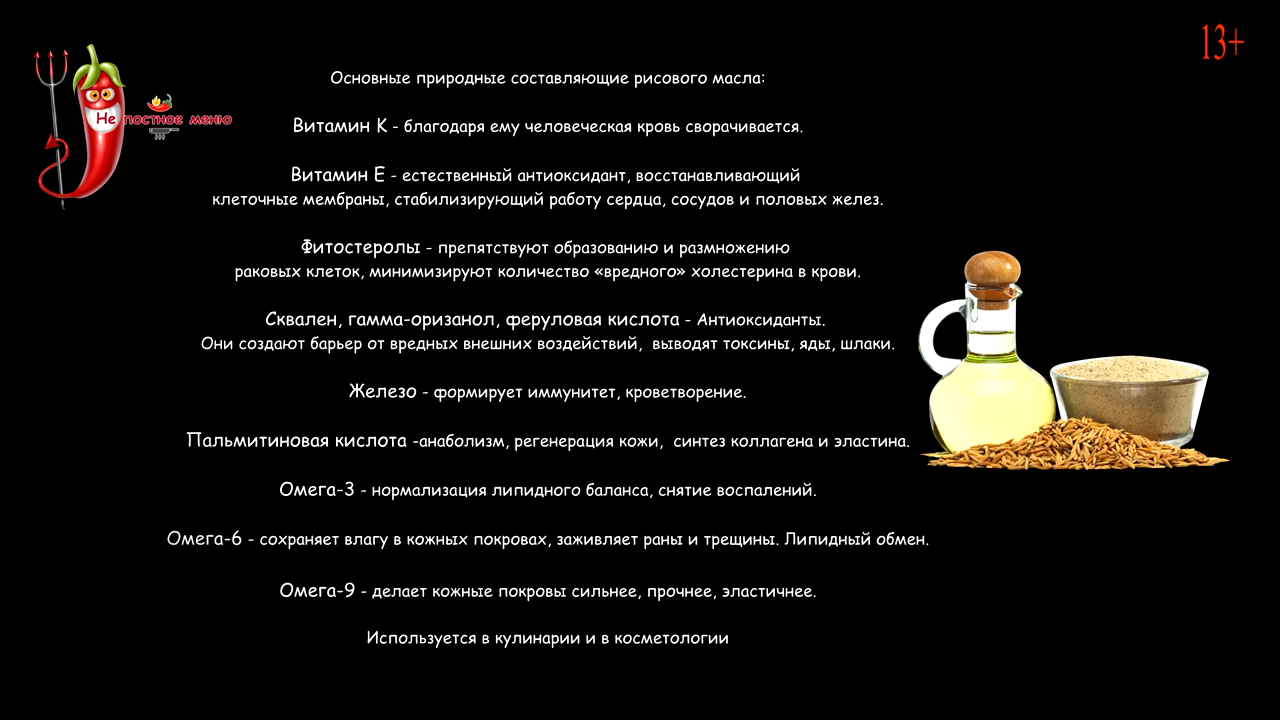 13+
Не постное меню
Основные природные составляющие рисового масла:
Витамин К - благодаря ему человеческая кровь сворачивается.
Витамин Е - естественный антиоксидант, восстанавливающий
клеточные мембраны, стабилизирующий работу сердца, сосудов и половых желез.
Фитостеролы - препятствуют образованию и размножению
раковых клеток, минимизируют количество «вредного» холестерина в крови.
Сквален, гамма-оризанол, феруловая кислота - Антиоксиданты.
Они создают барьер от вредных внешних воздействий, выводят токсины, яды, шлаки.
Железо - формирует иммунитет, кроветворение.
Пальмитиновая кислота -анаболизм, регенерация кожи, синтез коллагена и эластина.
Омега-3 - нормализация липидного баланса, снятие воспалений.
Омега-6 - сохраняет влагу в кожных покровах, заживляет раны и трещины. Липидный обмен.
Омега-9 - делает кожные покровы сильнее, прочнее, эластичнее.
Используется в кулинарии и в косметологии